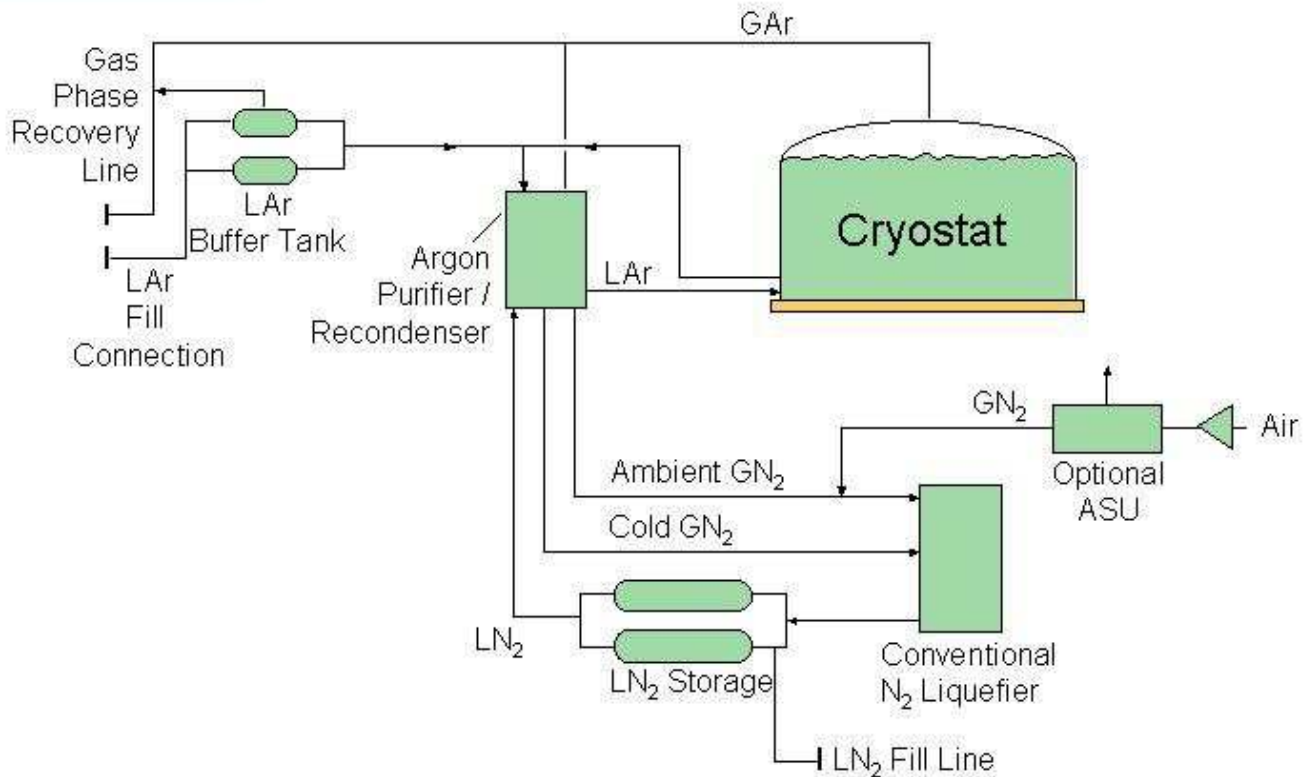 GAr
Gas
Phase
Recovery
Line
LAr
Buffer Tank
LAr
Fill
Connection
Argon
Purifier /
Recondenser
LAr
Cryostat
GN₂
Air
Optional
ASU
Ambient GN₂
Cold GN₂
LN₂
LN₂ Storage
Conventional
N₂ Liquefier
LN₂ Fill Line